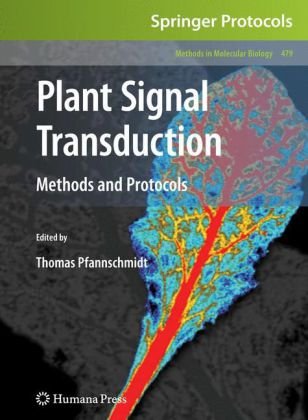 Springer Protocols
Methods in Molecular Biology 479
Plant Signal
Transduction
Methods and Protocols
Edited by
Thomas Pfannschmidt
Humana Press